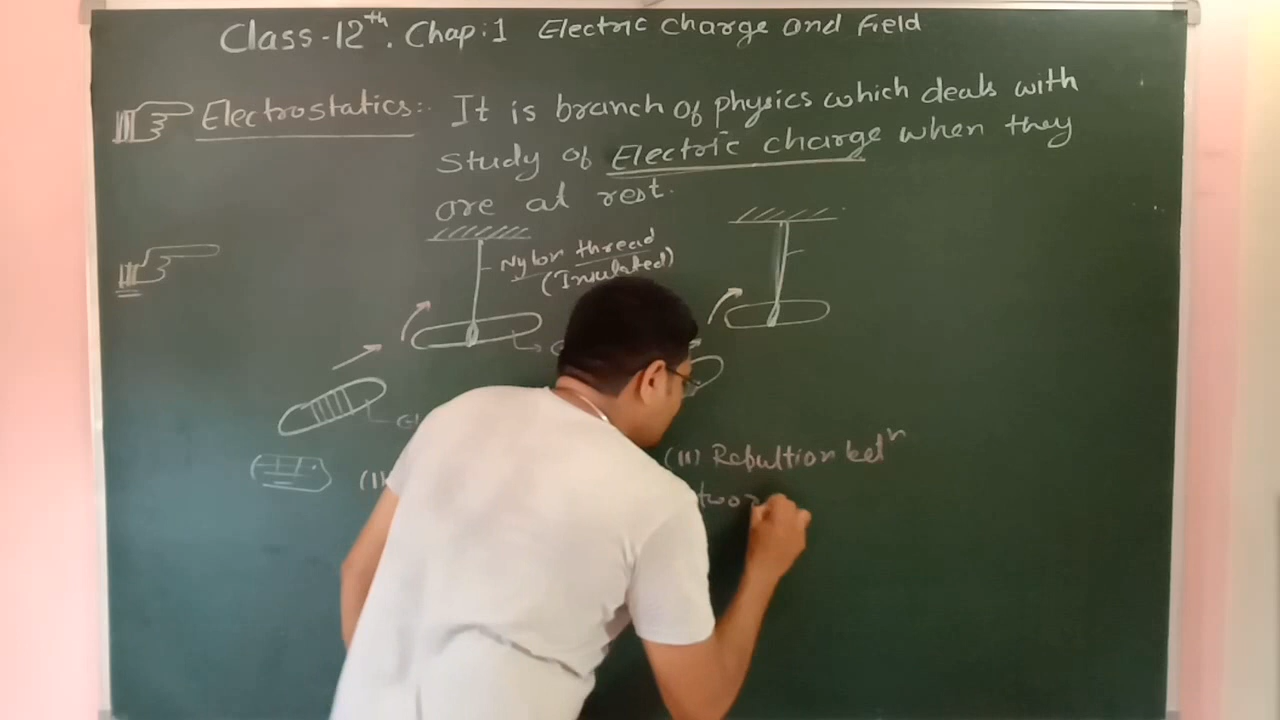 Class-12th. Chap:1 Electric Charge and Field
Electrostatics:- It is branch of physics which deals with
study of Electric charge when they
are at rest.
Nylon thread
(Insulated)
(II) Repultion betn
two